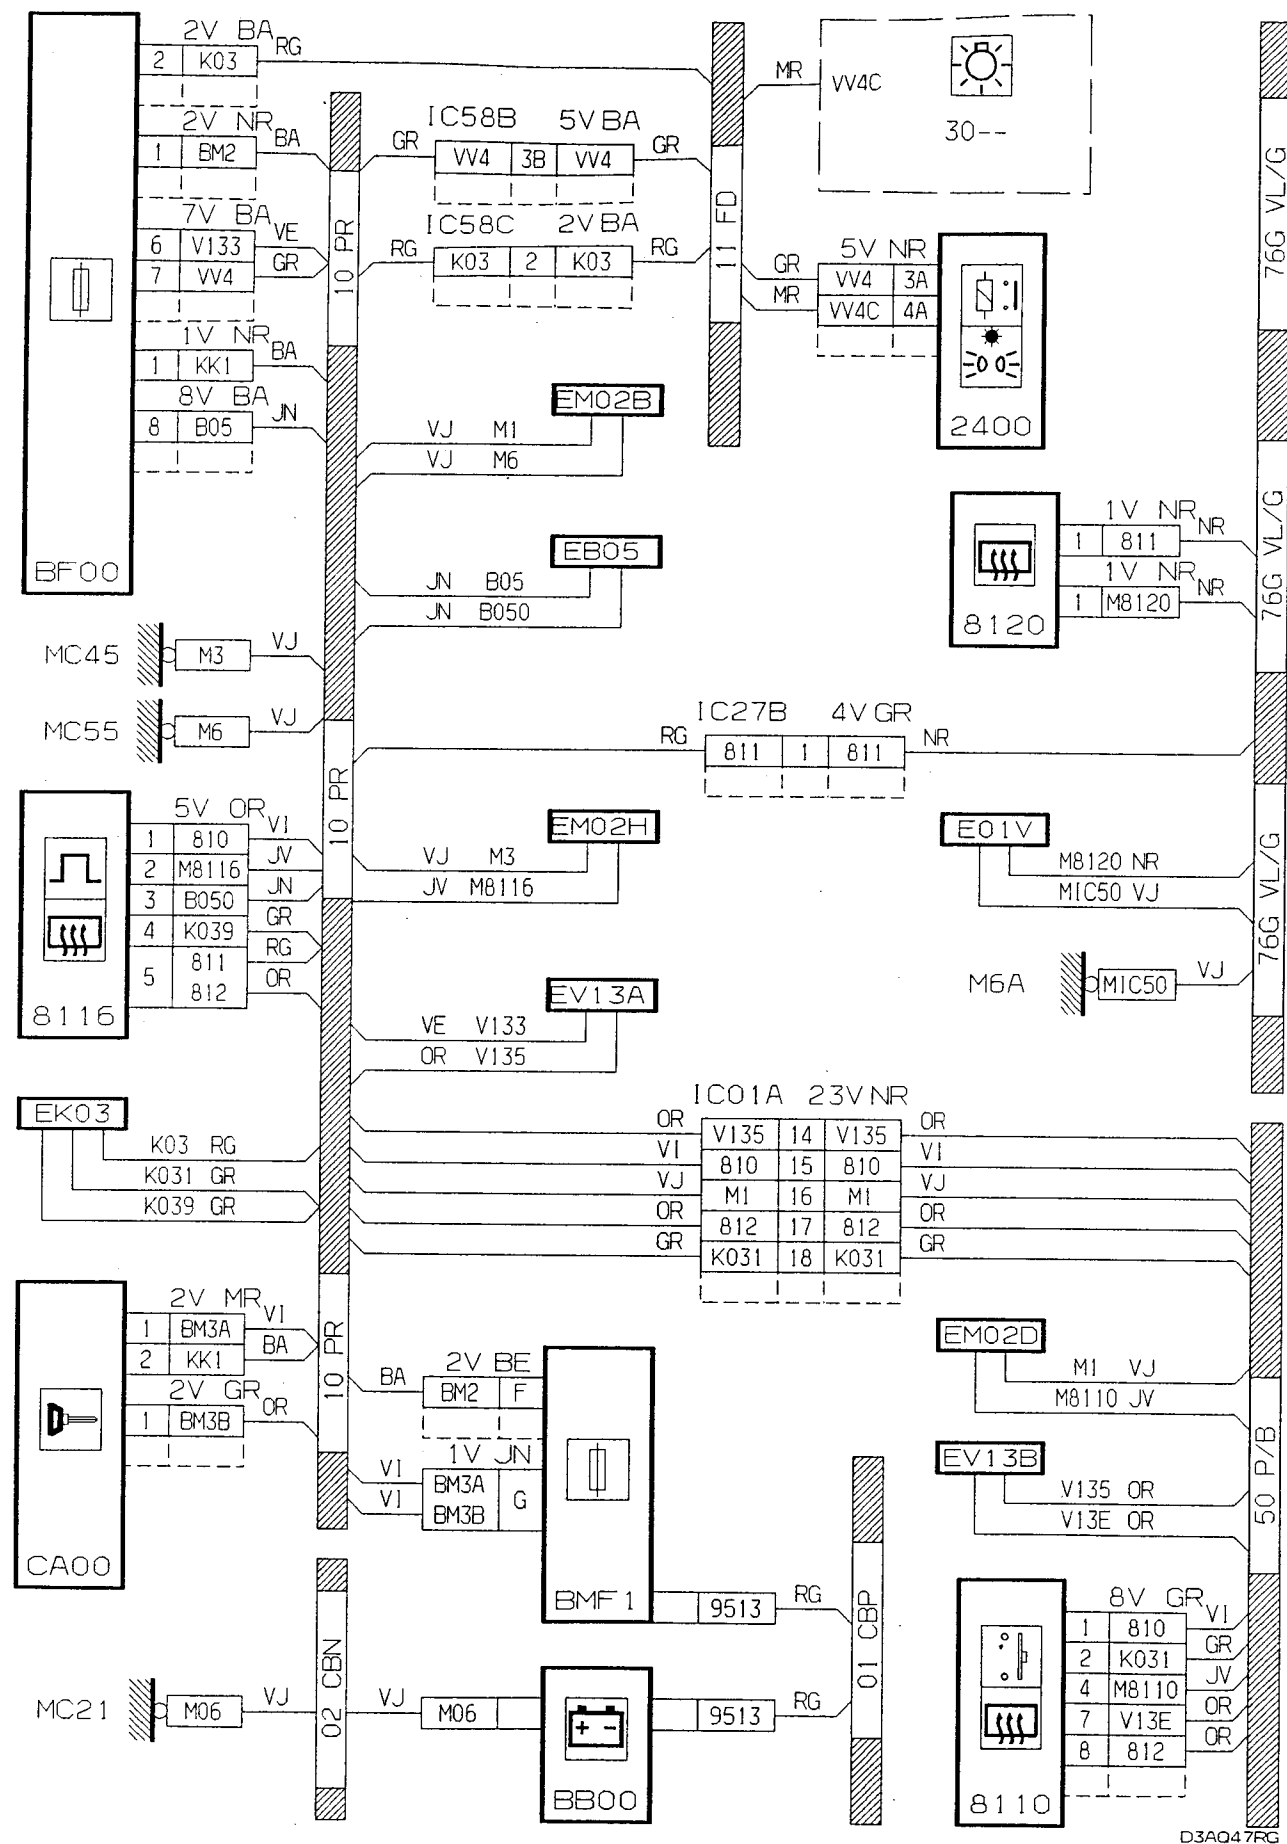 BF00
2V BA
2 K03 RG
2V NR
1 BM2 BA
7V BA
6 V133 VE
7 VV4 GR
1V NR
1 KK1 BA
8V BA
8 B05 JN
10 PR
IC58B 5V BA
GR VV4 3B VV4 GR
IC58C 2V BA
RG K03 2 K03 RG
11 FD
MR VV4C
30--
5V NR
GR VV4 3A
MR VV4C 4A
2400
76G VL/G
EM02B
VJ M1
VJ M6
EB05
JN B05
JN B050
8120
1V NR
1 811 NR
1V NR
1 M8120 NR
76G VL/G
MC45 M3 VJ
MC55 M6 VJ
IC27B 4V GR
RG 811 1 811 NR
10 PR
8116
5V OR
1 810 VI
2 M8116 JV
3 B050 JN
4 K039 GR
5 811 RG
812 OR
EM02H
VJ M3
JV M8116
E01V
M8120 NR
MIC50 VJ
76G VL/G
M6A MIC50 VJ
EV13A
VE V133
OR V135
EK03
K03 RG
K031 GR
K039 GR
IC01A 23V NR
OR V135 14 V135 OR
VI 810 15 810 VI
VJ M1 16 M1 VJ
OR 812 17 812 OR
GR K031 18 K031 GR
CA00
2V MR
1 BM3A VI
2 KK1 BA
2V GR
1 BM3B OR
10 PR
2V BE
BA BM2 F
1V JN
VI BM3A G
VI BM3B
BMF1
9513 RG
01 CBP
EM02D
M1 VJ
M8110 JV
EV13B
V135 OR
V13E OR
50 P/B
MC21 M06 VJ
02 CBN
VJ M06
+ -
BB00
9513 RG
8110
8V GR
1 810 VI
2 K031 GR
4 M8110 JV
7 V13E OR
8 812 OR
D3AQ47RG